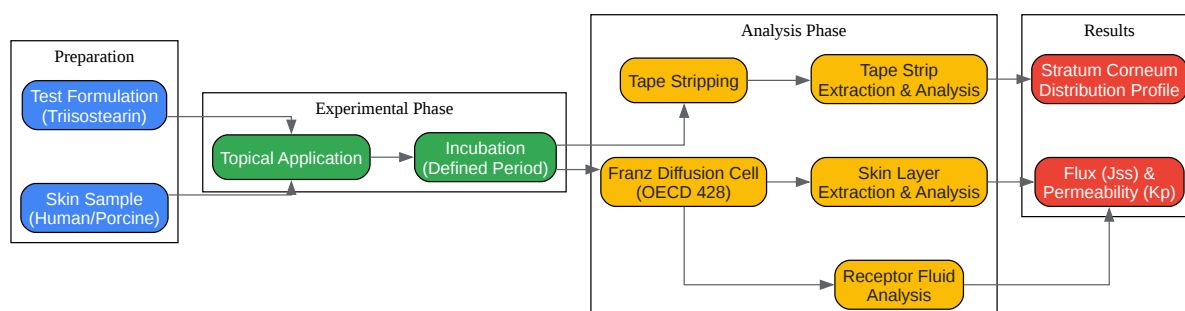 Preparation
Test Formulation
(Triisostearin)
Skin Sample
(Human/Porcine)
Experimental Phase
Topical Application
Incubation
(Defined Period)
Analysis Phase
Tape Stripping
Tape Strip
Extraction & Analysis
Franz Diffusion Cell
(OECD 428)
Skin Layer
Extraction & Analysis
Receptor Fluid
Analysis
Results
Stratum Corneum
Distribution Profile
Flux (Jss) &
Permeability (Kp)